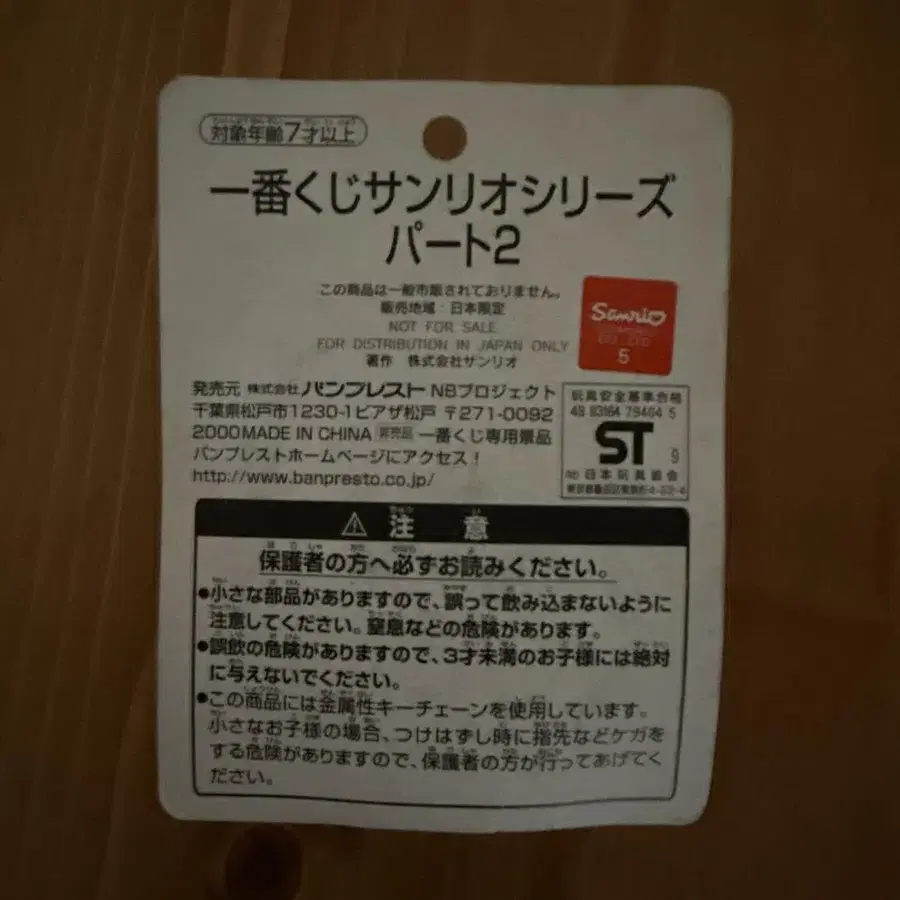 対象年齢7才以上
一番くじサンリオシリーズ
パート2
この商品は一般市販されておりません。
販売地域:日本限定
NOT FOR SALE
FOR DISTRIBUTION IN JAPAN ONLY
著作 株式会社サンリオ
Sanrio
5
発売元 株式会社 バンプレスト NBプロジェクト
千葉県松戸市1230-1ピアザ松戸 〒271-0092
2000 MADE IN CHINA 非売品 一番くじ専用景品
バンプレストホームページにアクセス!
http://www.banpresto.co.jp/
玩具安全基準合格
ST 9
日本玩具協会
⚠注意
保護者の方へ必ずお読みください。
●小さな部品がありますので、誤って飲み込まないように
注意してください。窒息などの危険があります。
●誤飲の危険がありますので、3才未満のお子様には絶対
に与えないでください。
●この商品には金属性キーチェーンを使用しています。
小さなお子様の場合、つけはずし時に指先などケガを
する危険がありますので、保護者の方が行ってあげてく
ださい。